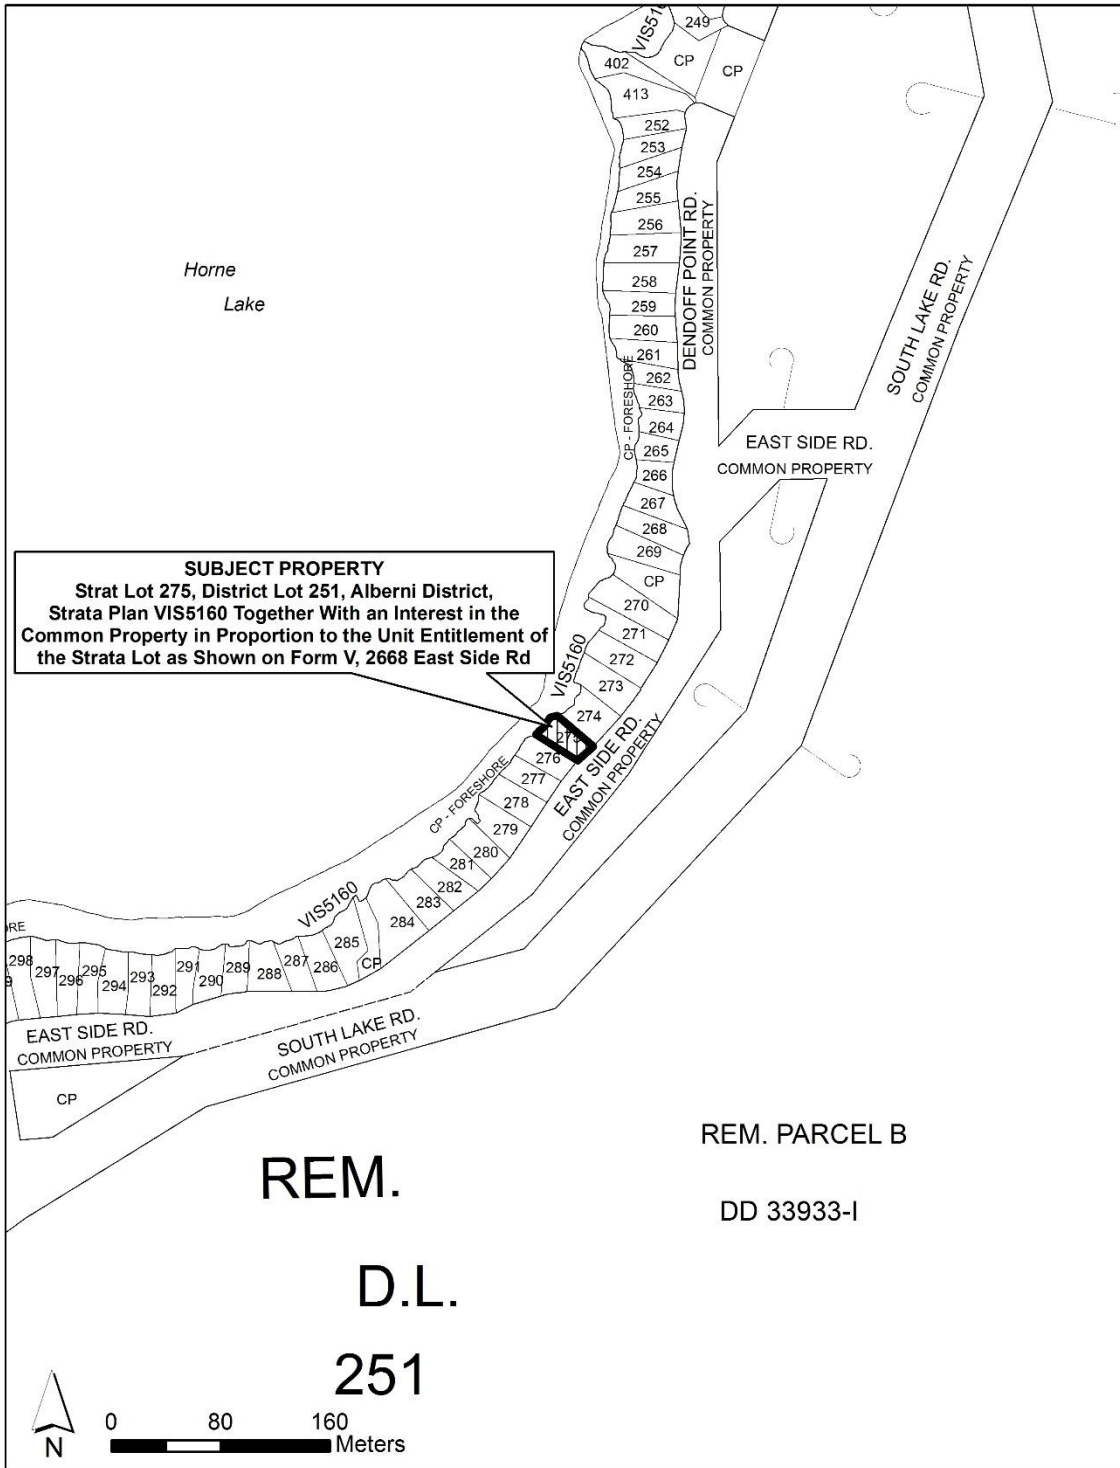 VIS516
249
CP
CP
402
413
252
253
254
255
256
257
258
259
260
261
262
263
264
265
266
267
268
269
CP
270
271
272
273
274
275
276
277
278
279
280
281
282
283
284
285
CP
286
287
288
289
290
291
292
293
294
295
296
297
298
9
Horne
Lake
DENDOFF POINT RD.
COMMON PROPERTY
SOUTH LAKE RD.
COMMON PROPERTY
CP - FORESHORE
EAST SIDE RD.
COMMON PROPERTY
SUBJECT PROPERTY
Strat Lot 275, District Lot 251, Alberni District,
Strata Plan VIS5160 Together With an Interest in the
Common Property in Proportion to the Unit Entitlement of
the Strata Lot as Shown on Form V, 2668 East Side Rd
VIS5160
EAST SIDE RD.
COMMON PROPERTY
CP - FORESHORE
VIS5160
ORE
EAST SIDE RD.
COMMON PROPERTY
SOUTH LAKE RD.
COMMON PROPERTY
CP
REM. PARCEL B
DD 33933-I
REM.
D.L.
251
N
0 80 160
Meters